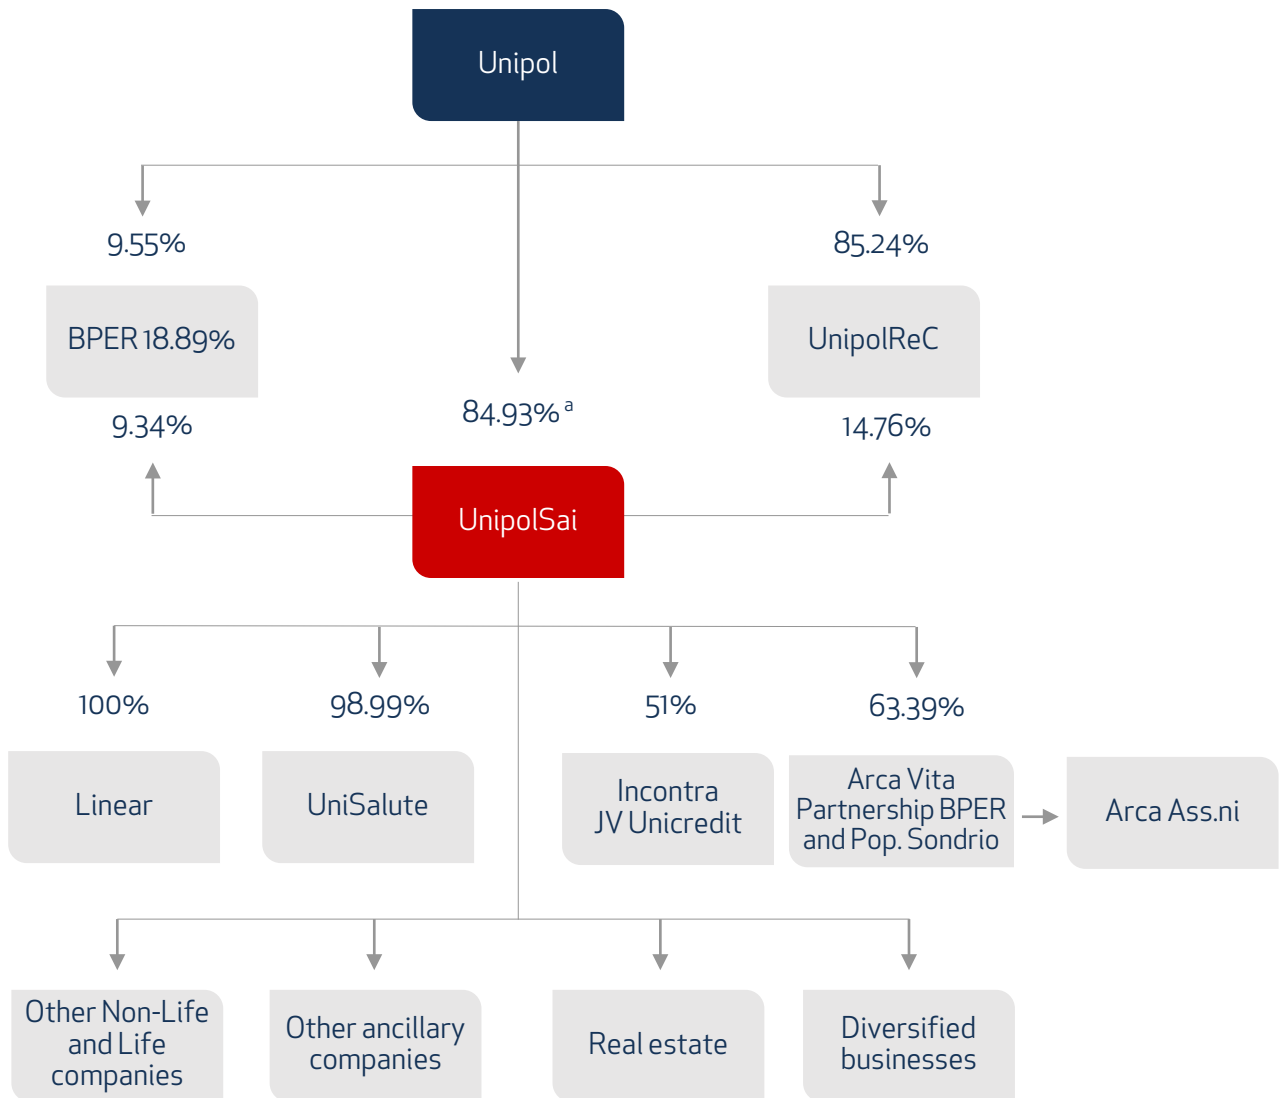 Unipol
9.55%
85.24%
BPER 18.89%
UnipolReC
9.34%
84.93% a
14.76%
UnipolSai
100%
98.99%
51%
63.39%
Linear
UniSalute
Incontra
JV Unicredit
Arca Vita
Partnership BPER
and Pop. Sondrio
Arca Ass.ni
Other Non-Life
and Life
companies
Other ancillary
companies
Real estate
Diversified
businesses